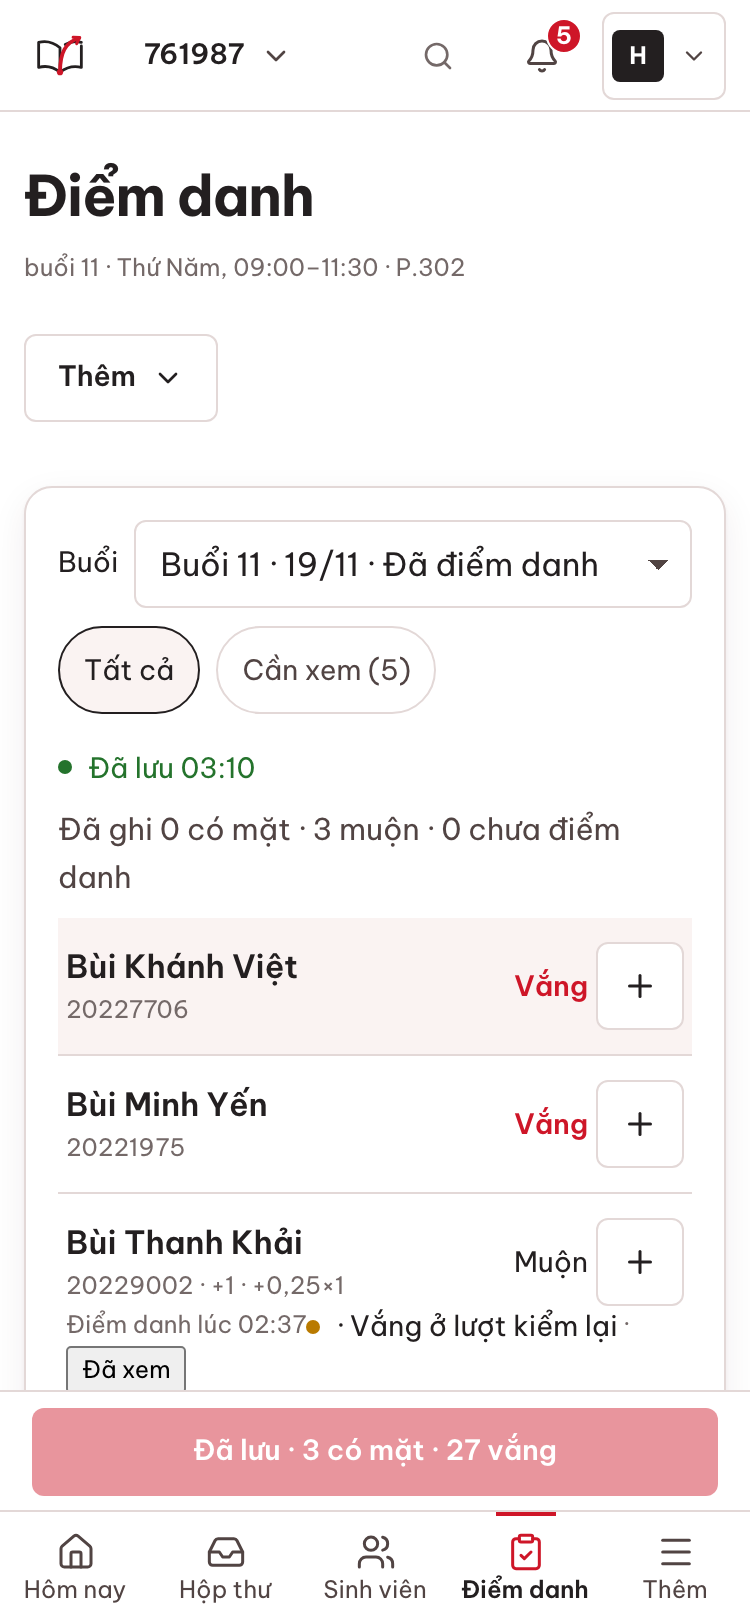 761987
5
H
Điểm danh
buổi 11 · Thứ Năm, 09:00–11:30 · P.302
Thêm
Buổi
Buổi 11 · 19/11 · Đã điểm danh
Tất cả
Cần xem (5)
Đã lưu 03:10
Đã ghi 0 có mặt · 3 muộn · 0 chưa điểm
danh
Bùi Khánh Việt
20227706
Vắng
+
Bùi Minh Yến
20221975
Vắng
+
Bùi Thanh Khải
20229002 · +1 · +0,25×1
Muộn
+
Điểm danh lúc 02:37 · Vắng ở lượt kiểm lại ·
Đã xem
Đã lưu · 3 có mặt · 27 vắng
Hôm nay
Hộp thư
Sinh viên
Điểm danh
Thêm